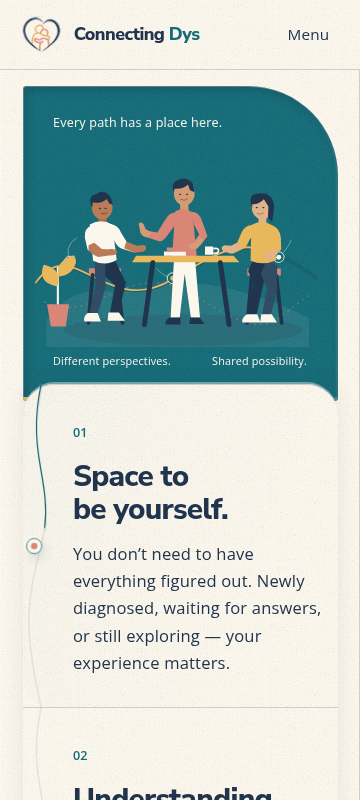 Connecting Dys
Menu
Every path has a place here.
Different perspectives.
Shared possibility.
01
Space to
be yourself.
You don’t need to have
everything figured out. Newly
diagnosed, waiting for answers,
or still exploring — your
experience matters.
02
Understanding